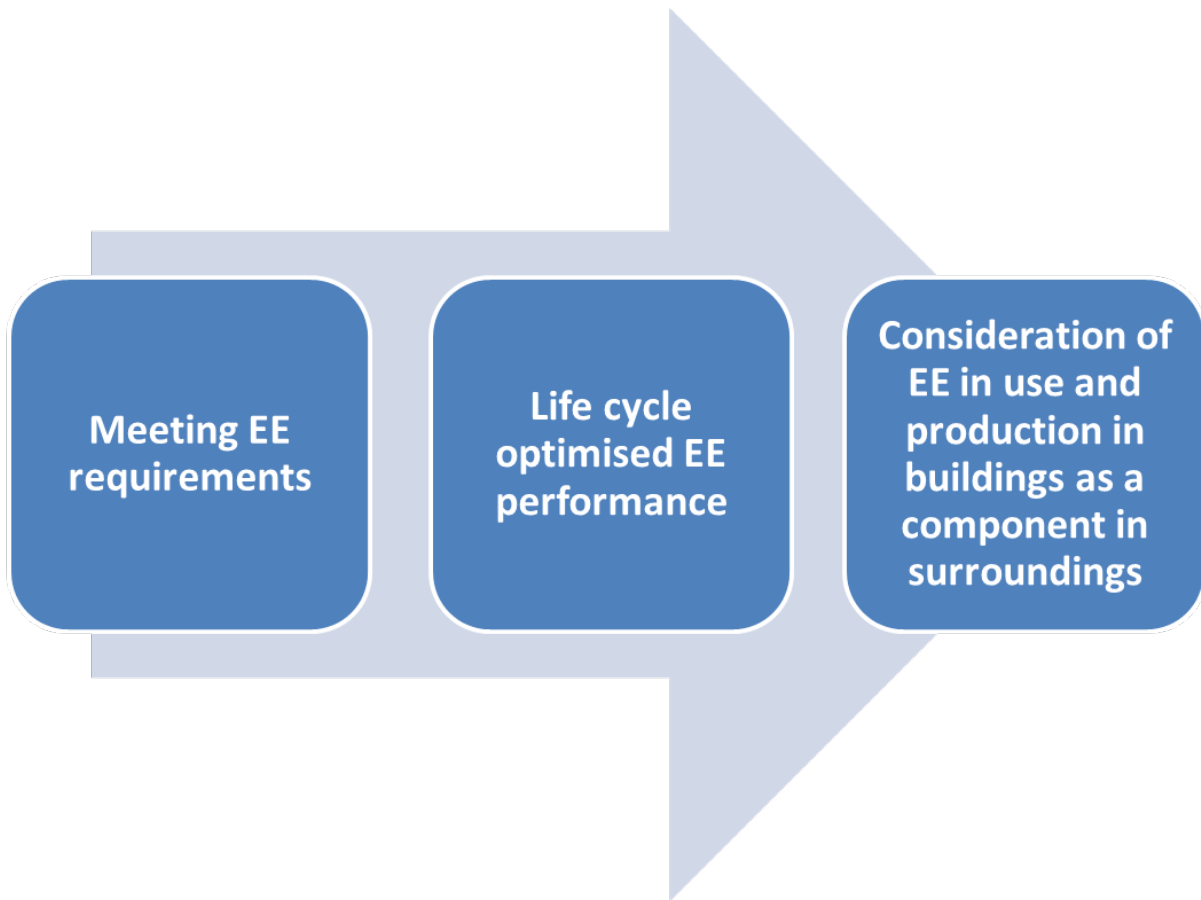 Meeting EE
requirements
Life cycle
optimised EE
performance
Consideration of
EE in use and
production in
buildings as a
component in
surroundings